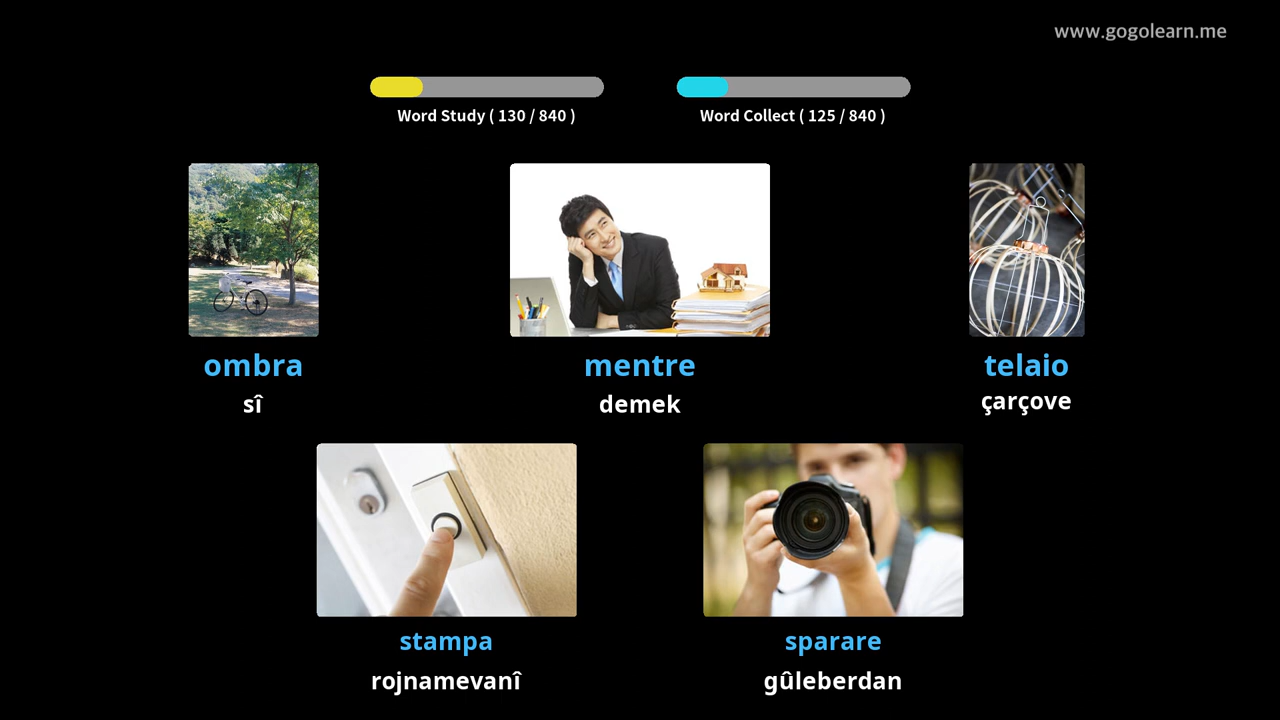 www.gogolearn.me
Word Study ( 130 / 840 )
Word Collect ( 125 / 840 )
ombra
sî
mentre
demek
telaio
çarçove
stampa
rojnamevanî
sparare
gûleberdan